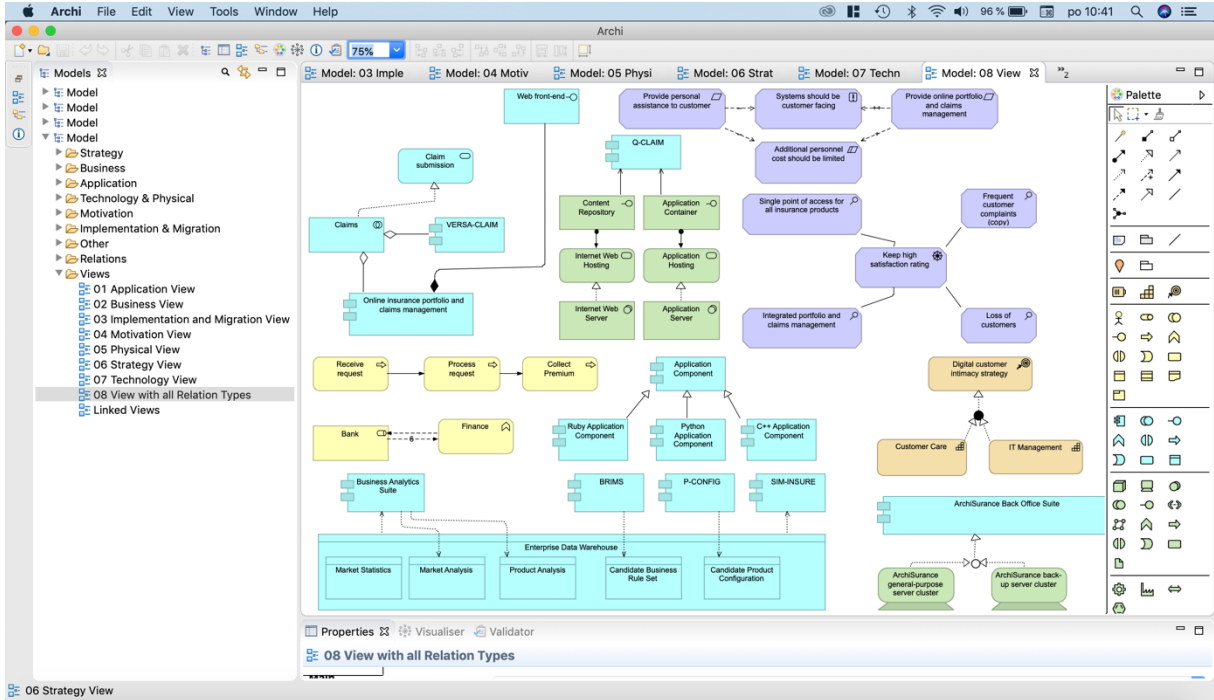 Archi File Edit View Tools Window Help
96 % po 10:41
Archi
75%
Models
Model: 03 Imple
Model: 04 Motiv
Model: 05 Physi
Model: 06 Strat
Model: 07 Techn
Model: 08 View
2
Model
Model
Model
Model
Strategy
Business
Application
Technology & Physical
Motivation
Implementation & Migration
Other
Relations
Views
01 Application View
02 Business View
03 Implementation and Migration View
04 Motivation View
05 Physical View
06 Strategy View
07 Technology View
08 View with all Relation Types
Linked Views
Web front-end
Claim
submission
Claims
VERSA-CLAIM
Online insurance portfolio and
claims management
Q-CLAIM
Content
Repository
Application
Container
Internet Web
Hosting
Application
Hosting
Internet Web
Server
Application
Server
Provide personal
assistance to customer
Systems should be
customer facing
Provide online portfolio
and claims
management
Additional personnel
cost should be limited
Single point of access for
all insurance products
Frequent
customer
complaints
(copy)
Keep high
satisfaction rating
Integrated portfolio and
claims management
Loss of
customers
Receive
request
Process
request
Collect
Premium
Bank
6
Finance
Application
Component
Ruby Application
Component
Python
Application
Component
C++ Application
Component
Digital customer
intimacy strategy
Customer Care
IT Management
Business Analytics
Suite
BRIMS
P-CONFIG
SIM-INSURE
Enterprise Data Warehouse
Market Statistics
Market Analysis
Product Analysis
Candidate Business
Rule Set
Candidate Product
Configuration
ArchiSurance Back Office Suite
ArchiSurance
general-purpose
server cluster
ArchiSurance back-
up server cluster
Palette
Properties
Visualiser
Validator
08 View with all Relation Types
06 Strategy View